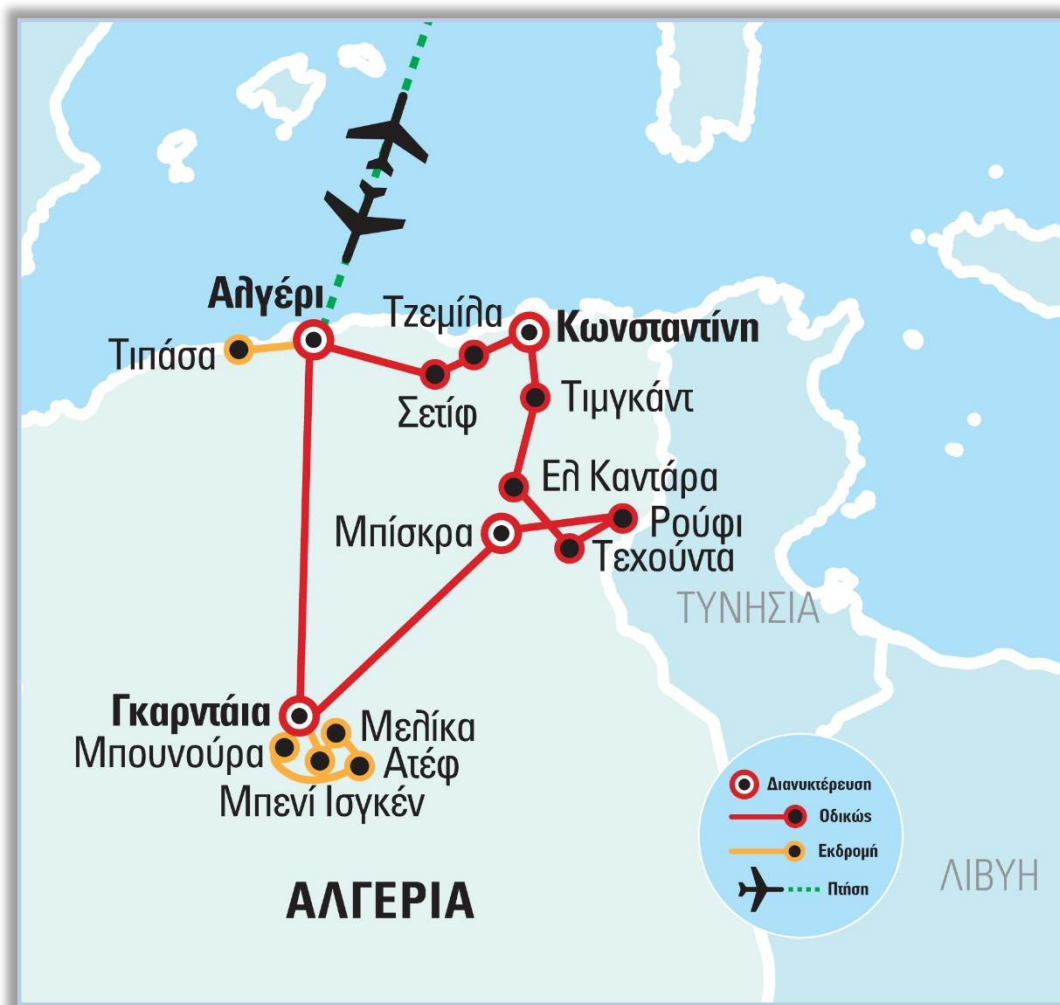 Αλγέρι
Τιπάσα
Τζεμίλα
Κωνσταντίνη
Σετίφ
Τιμγκάντ
Ελ Καντάρα
Μπίσκρα
Ρούφι
Τεχούντα
ΤΥΝΗΣΙΑ
Γκαρντάια
Μελίκα
Μπουνούρα
Ατέφ
Μπενί Ισγκέν
ΑΛΓΕΡΙΑ
ΛΙΒΥΗ
Διανυκτέρευση
Οδικώς
Εκδρομή
Πτήση